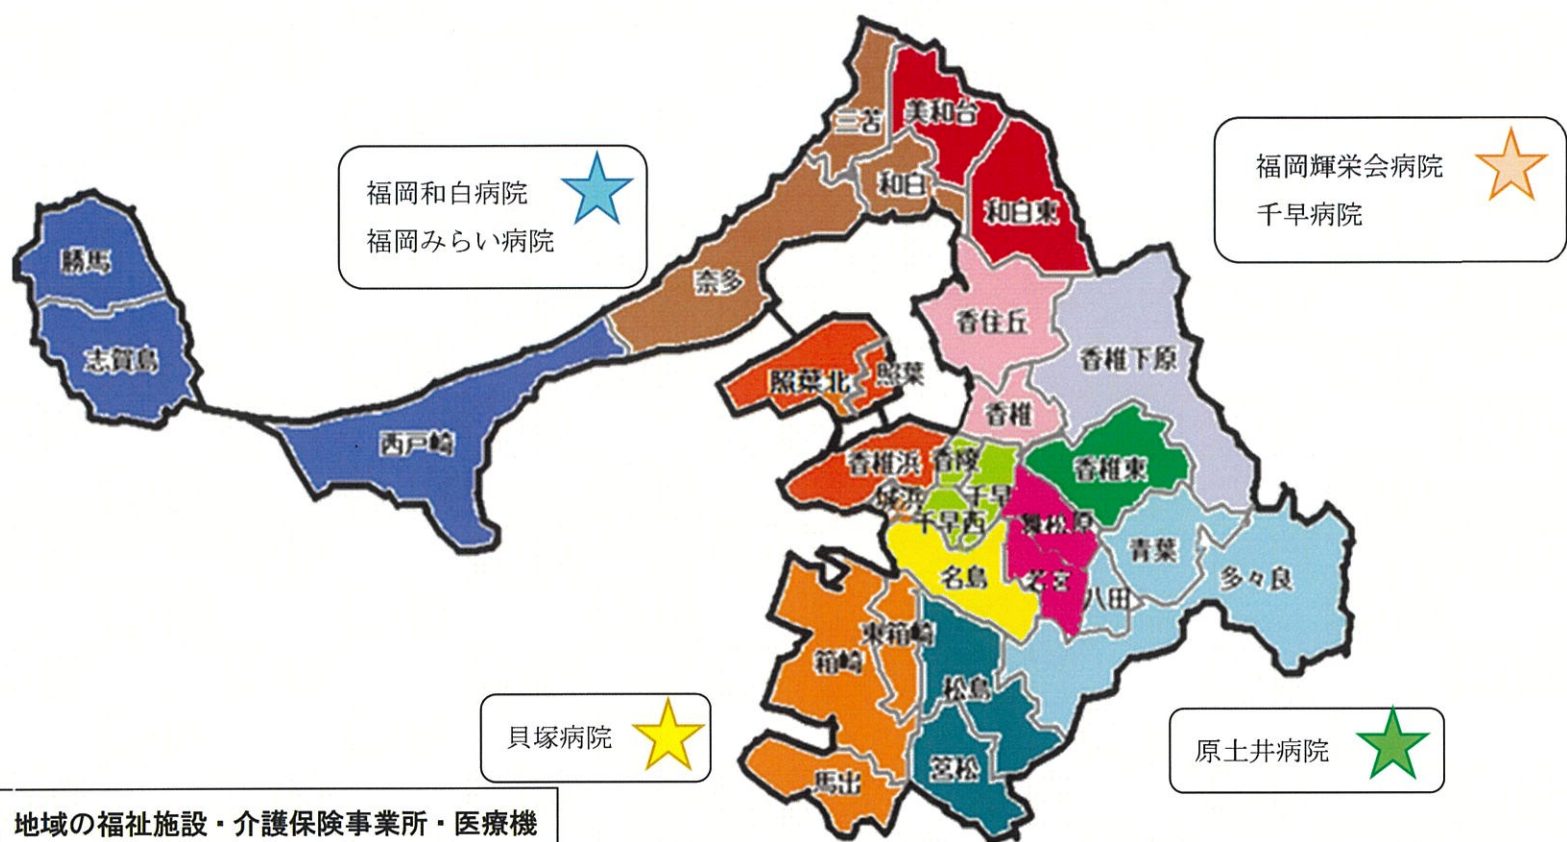 三苫
美和台
和白
和白東
福岡和白病院
福岡みらい病院
福岡輝栄会病院
千早病院
勝馬
志賀島
奈多
西戸崎
香住丘
香椎下原
照葉北
照葉
香椎
香椎浜
香陵
香椎東
城浜
千早
千早西
舞松原
青葉
名島
若宮
八田
多々良
東箱崎
箱崎
松島
貝塚病院
原土井病院
筥松
馬出
地域の福祉施設・介護保険事業所・医療機